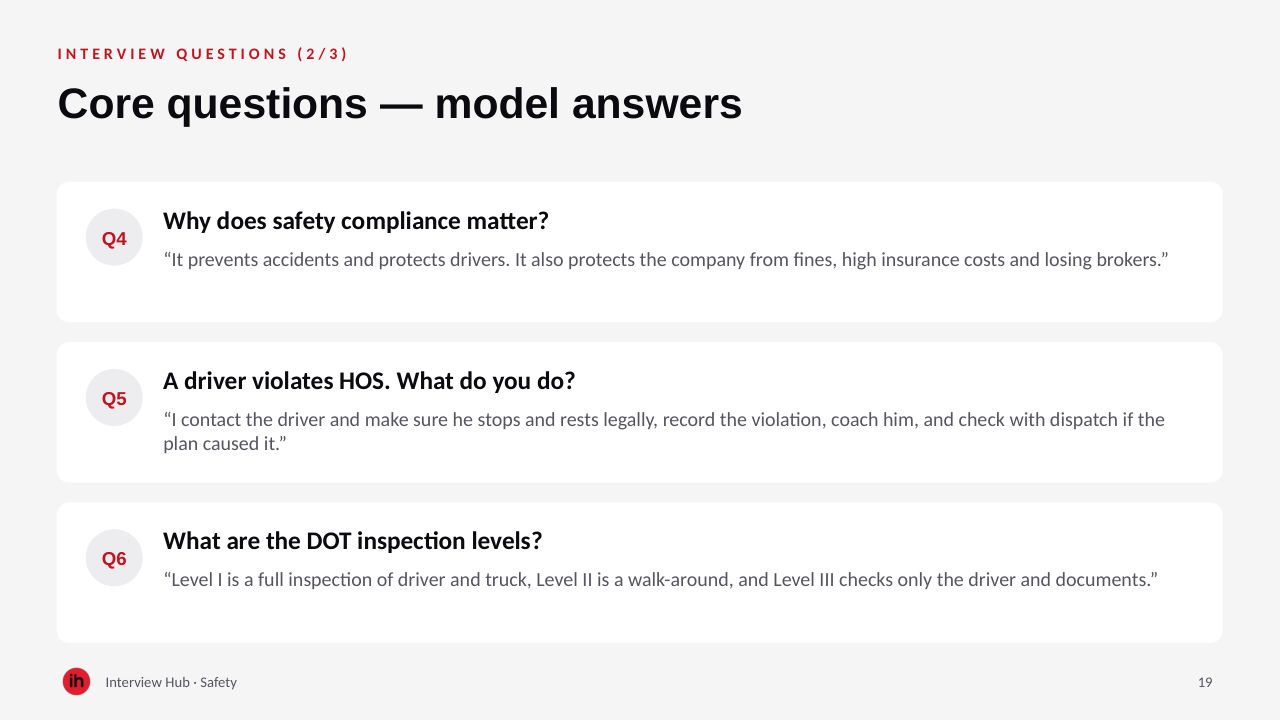 INTERVIEW QUESTIONS (2/3)
Core questions — model answers
Q4
Why does safety compliance matter?
“It prevents accidents and protects drivers. It also protects the company from fines, high insurance costs and losing brokers.”
Q5
A driver violates HOS. What do you do?
“I contact the driver and make sure he stops and rests legally, record the violation, coach him, and check with dispatch if the
plan caused it.”
Q6
What are the DOT inspection levels?
“Level I is a full inspection of driver and truck, Level II is a walk-around, and Level III checks only the driver and documents.”
ih
Interview Hub · Safety
19